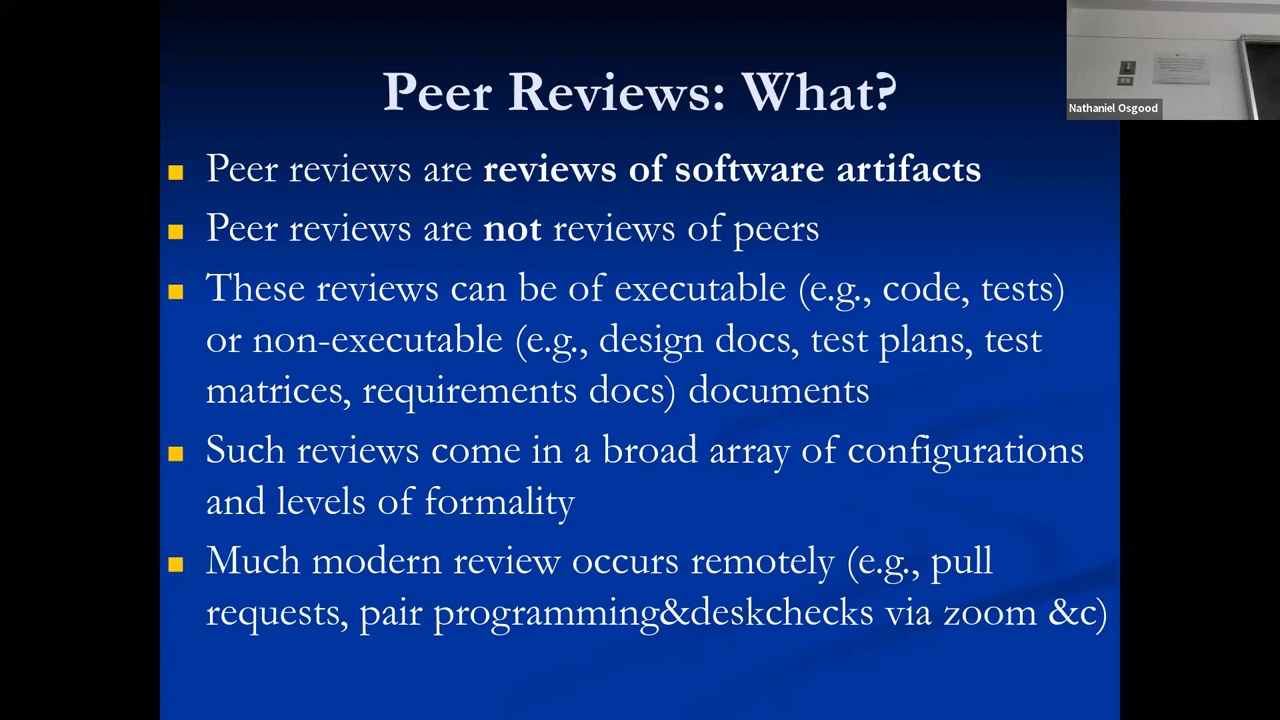 Peer Reviews: What?
Nathaniel Osgood
Peer reviews are reviews of software artifacts
Peer reviews are not reviews of peers
These reviews can be of executable (e.g., code, tests)
or non-executable (e.g., design docs, test plans, test
matrices, requirements docs) documents
Such reviews come in a broad array of configurations
and levels of formality
Much modern review occurs remotely (e.g., pull
requests, pair programming&deskchecks via zoom &c)